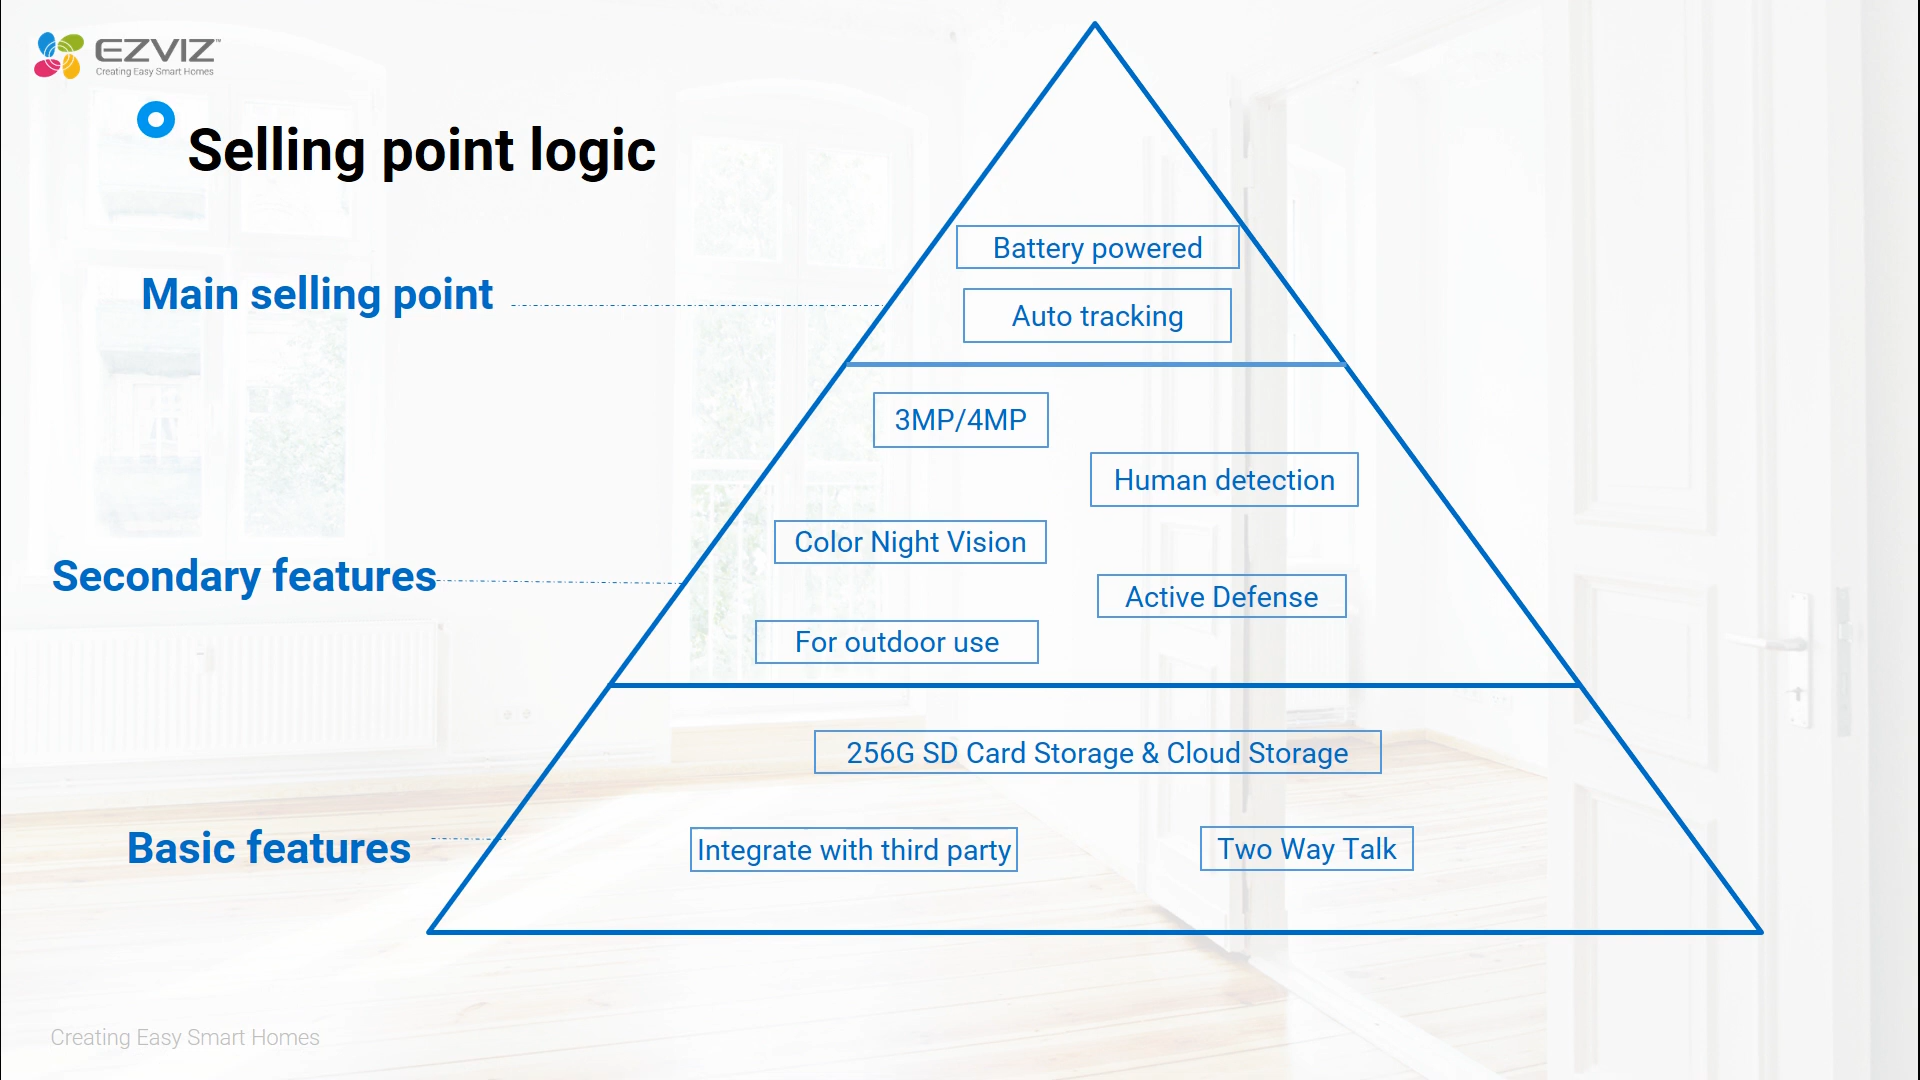 EZVIZ™
Creating Easy Smart Homes
Selling point logic
Main selling point
Battery powered
Auto tracking
Secondary features
3MP/4MP
Human detection
Color Night Vision
Active Defense
For outdoor use
Basic features
256G SD Card Storage & Cloud Storage
Integrate with third party
Two Way Talk
Creating Easy Smart Homes